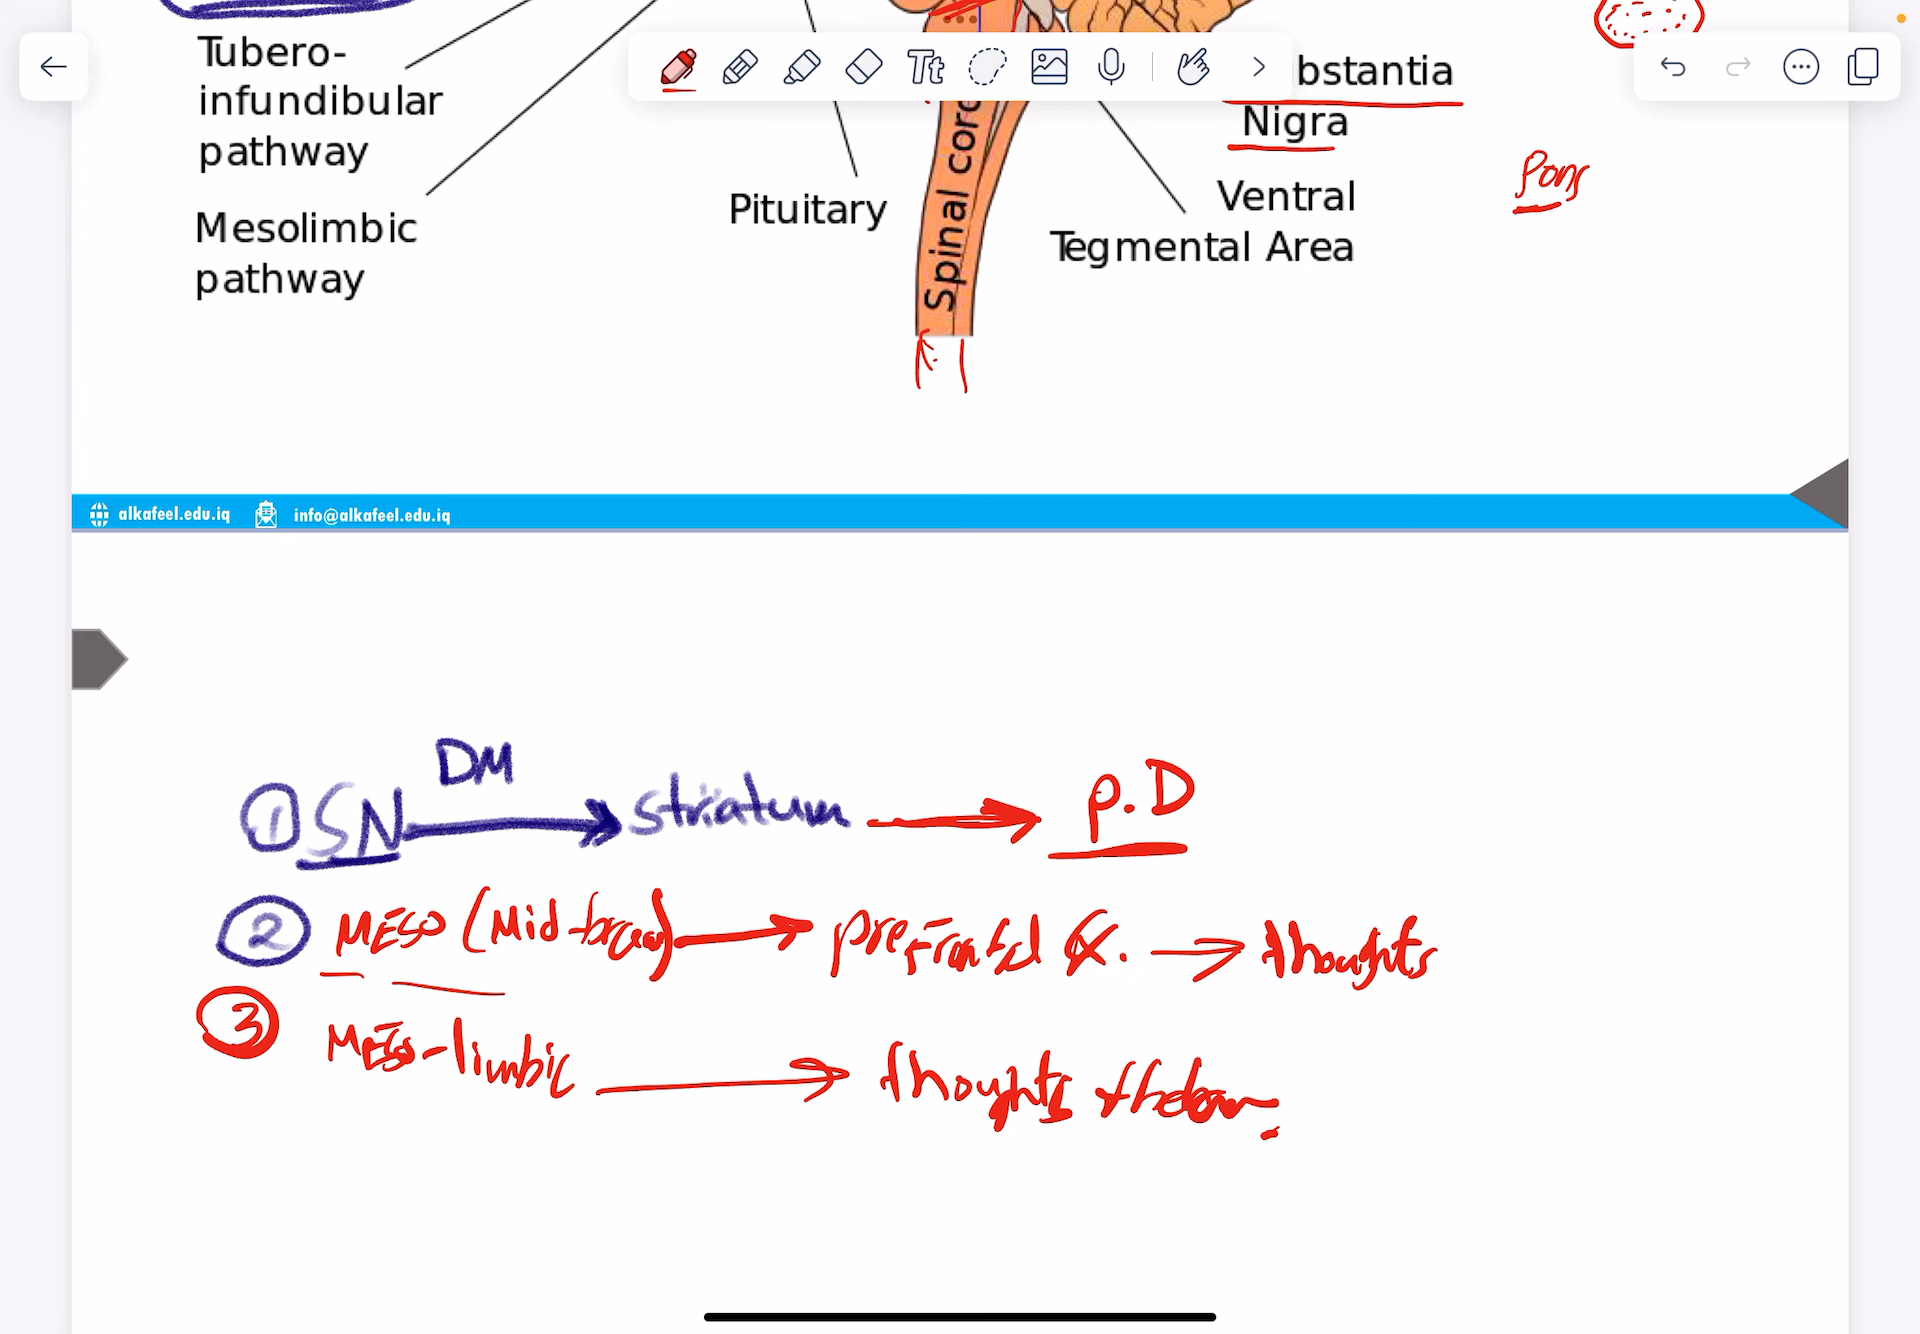 Tubero-
infundibular
pathway
Mesolimbic
pathway
Pituitary
Spinal cord
bstantia
Nigra
Ventral
Tegmental Area
Pons
Tt
alkafeel.edu.iq info@alkafeel.edu.iq
① SN DM striatum P.D
② MESO (Mid-brain) prefrontal thoughts
③ Meso-limbic thoughts